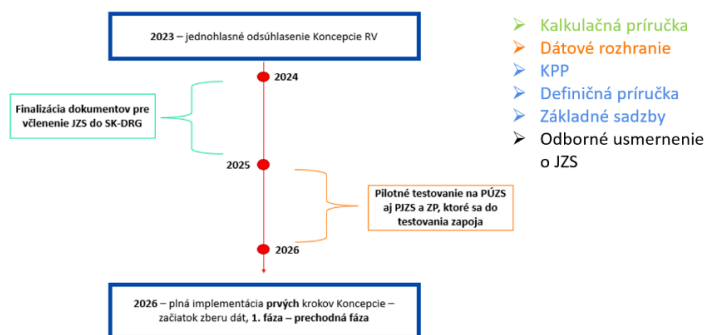 2023 – jednohlasné odsúhlasenie Koncepcie RV
2024
Finalizácia dokumentov pre
včlenenie JZS do SK-DRG
2025
Pilotné testovanie na PÚZS
aj PJZS a ZP, ktoré sa do
testovania zapoja
2026
2026 – plná implementácia prvých krokov Koncepcie –
začiatok zberu dát, 1. fáza – prechodná fáza
Kalkulačná príručka
Dátové rozhranie
KPP
Definičná príručka
Základné sadzby
Odborné usmernenie
o JZS